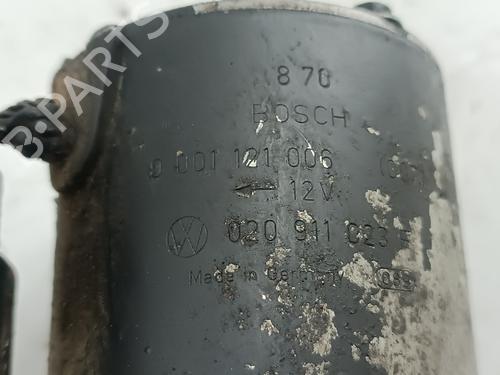 8 70
BOSCH
0 001 121 006
12V
020 911 023 F
Made in Germany
B-PARTS